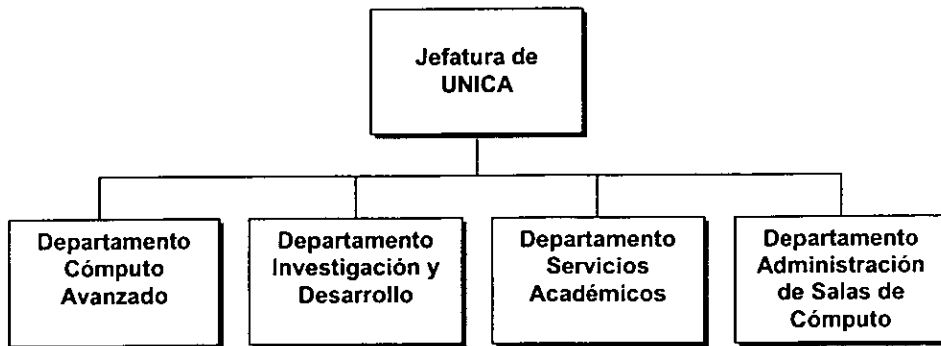 Jefatura de
UNICA
Departamento
Cómputo
Avanzado
Departamento
Investigación y
Desarrollo
Departamento
Servicios
Académicos
Departamento
Administración
de Salas de
Cómputo